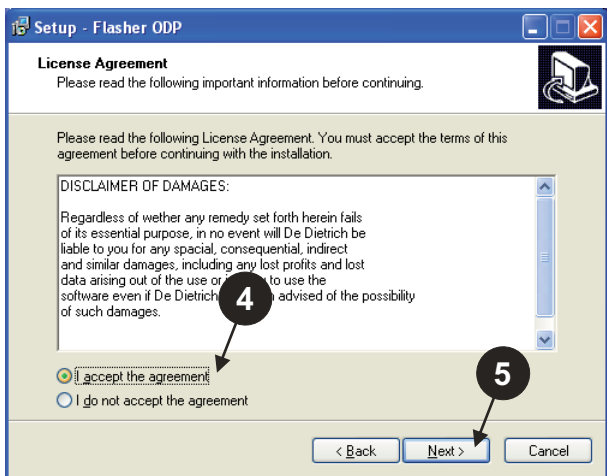 Setup - Flasher ODP
License Agreement
Please read the following important information before continuing.
Please read the following License Agreement. You must accept the terms of this
agreement before continuing with the installation.
DISCLAIMER OF DAMAGES:
Regardless of wether any remedy set forth herein fails
of its essential purpose, in no event will De Dietrich be
liable to you for any spacial, consequential, indirect
and similar damages, including any lost profits and lost
data arising out of the use or to use the
software even if De Dietrich advised of the possibility
of such damages.
4
I accept the agreement
5
I do not accept the agreement
< Back
Next >
Cancel